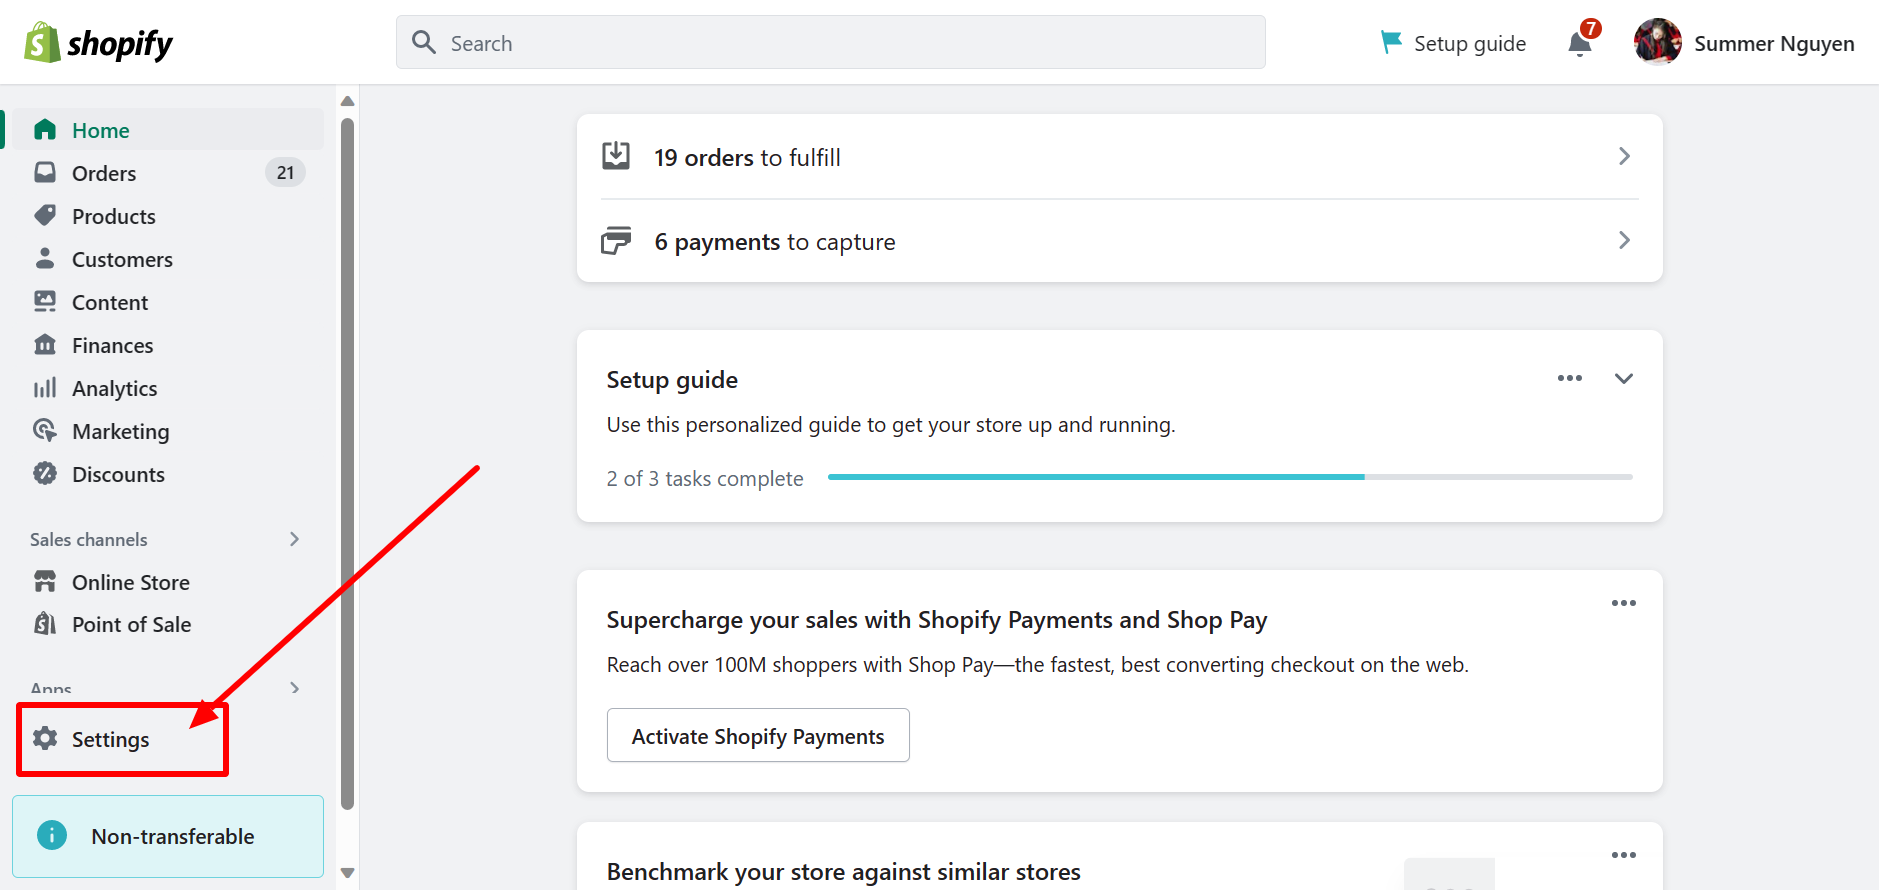 shopify
Search
Setup guide
7
Summer Nguyen
Home
Orders
21
Products
Customers
Content
Finances
Analytics
Marketing
Discounts
Sales channels
Online Store
Point of Sale
Apps
Settings
Non-transferable
19 orders to fulfill
6 payments to capture
Setup guide
Use this personalized guide to get your store up and running.
2 of 3 tasks complete
Supercharge your sales with Shopify Payments and Shop Pay
Reach over 100M shoppers with Shop Pay—the fastest, best converting checkout on the web.
Activate Shopify Payments
Benchmark your store against similar stores